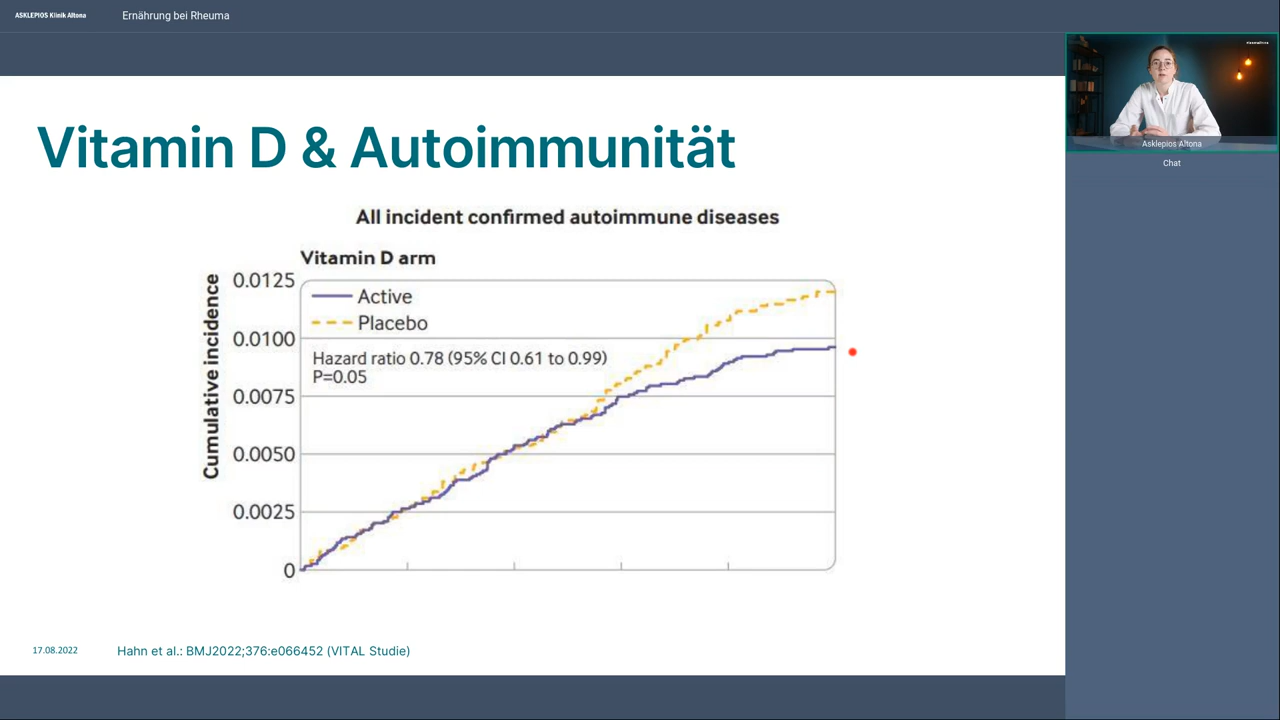 ASKLEPIOS Klinik Altona
Ernährung bei Rheuma
Vitamin D & Autoimmunität
All incident confirmed autoimmune diseases
Vitamin D arm
Cumulative incidence
0.0125
0.0100
0.0075
0.0050
0.0025
0
Active
Placebo
Hazard ratio 0.78 (95% CI 0.61 to 0.99)
P=0.05
17.08.2022
Hahn et al.: BMJ2022;376:e066452 (VITAL Studie)
Asklepios Altona
Chat